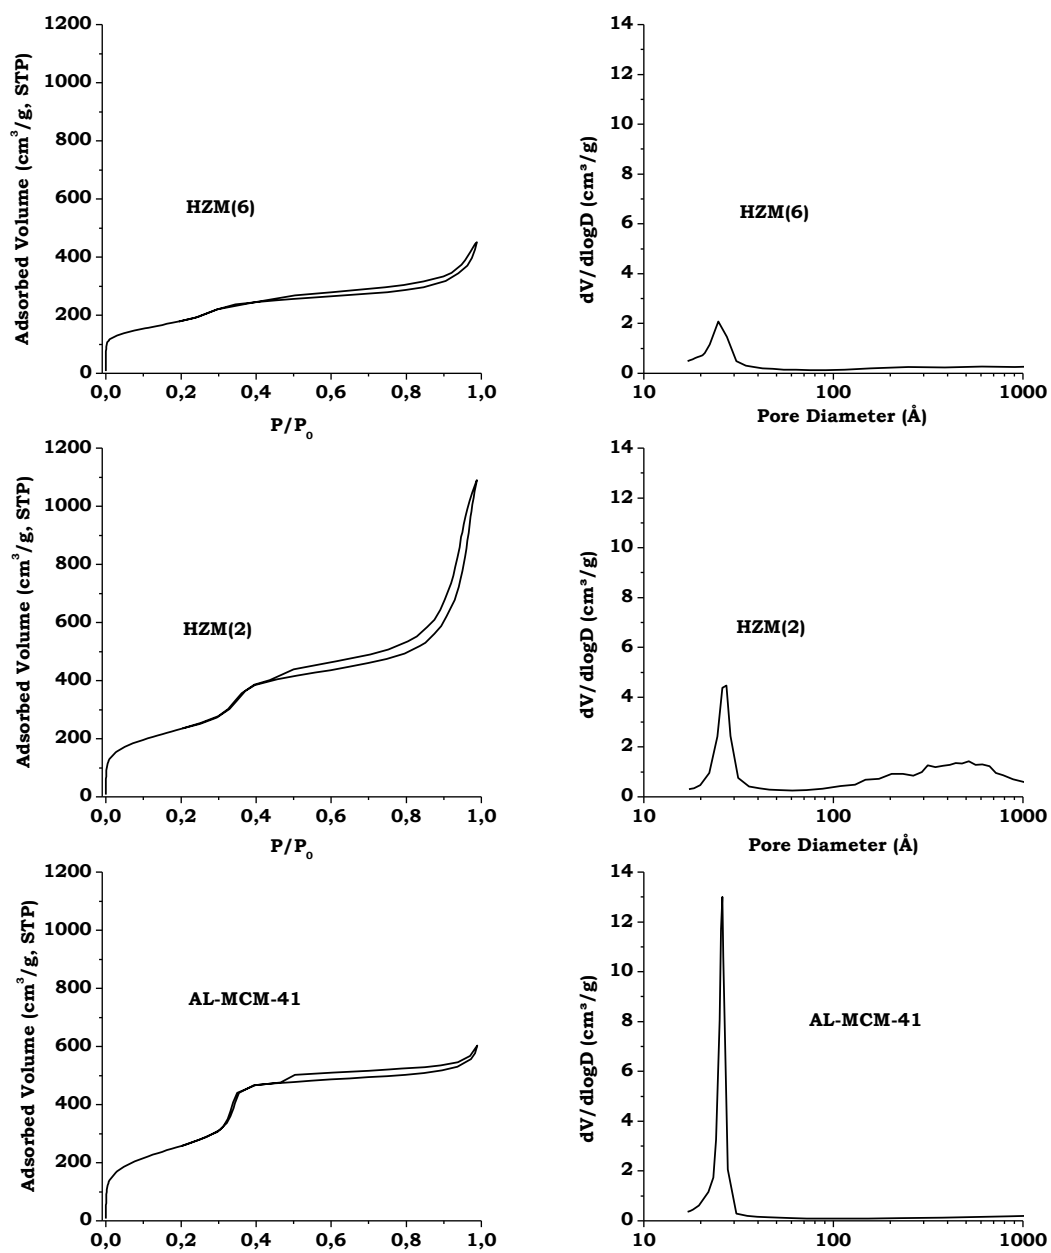 1200
1000
800
600
400
200
0
Adsorbed Volume (cm³/g, STP)
HZM(6)
0,0 0,2 0,4 0,6 0,8 1,0
P/P₀
14
12
10
8
6
4
2
0
dV/dlogD (cm³/g)
HZM(6)
10 100 1000
Pore Diameter (Å)
1200
1000
800
600
400
200
0
Adsorbed Volume (cm³/g, STP)
HZM(2)
0,0 0,2 0,4 0,6 0,8 1,0
P/P₀
14
12
10
8
6
4
2
0
dV/dlogD (cm³/g)
HZM(2)
10 100 1000
Pore Diameter (Å)
1200
1000
800
600
400
200
0
Adsorbed Volume (cm³/g, STP)
AL-MCM-41
0,0 0,2 0,4 0,6 0,8 1,0
14
12
10
8
6
4
2
0
dV/dlogD (cm³/g)
AL-MCM-41
10 100 1000